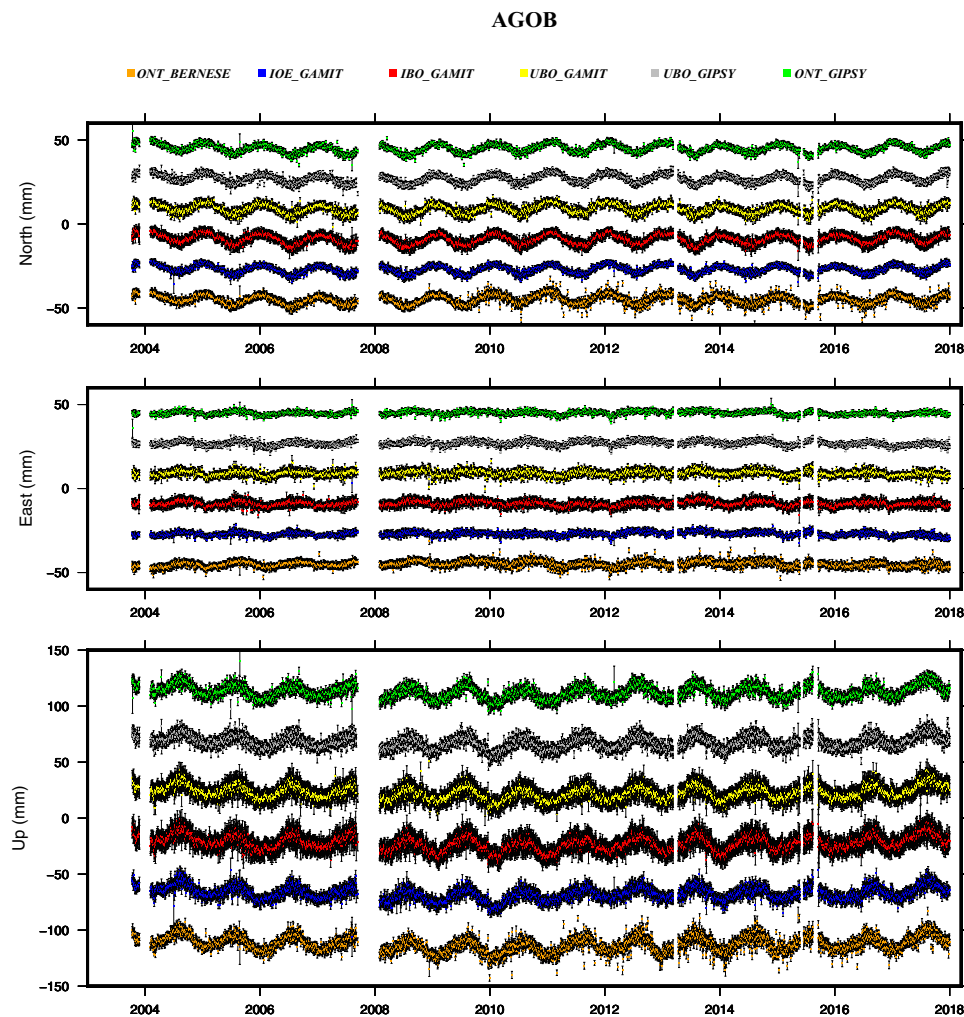 AGOB
ONT_BERNESE IOE_GAMIT IBO_GAMIT UBO_GAMIT UBO_GIPSY ONT_GIPSY
North (mm)
50
0
−50
2004 2006 2008 2010 2012 2014 2016 2018
East (mm)
50
0
−50
2004 2006 2008 2010 2012 2014 2016 2018
Up (mm)
150
100
50
0
−50
−100
−150
2004 2006 2008 2010 2012 2014 2016 2018